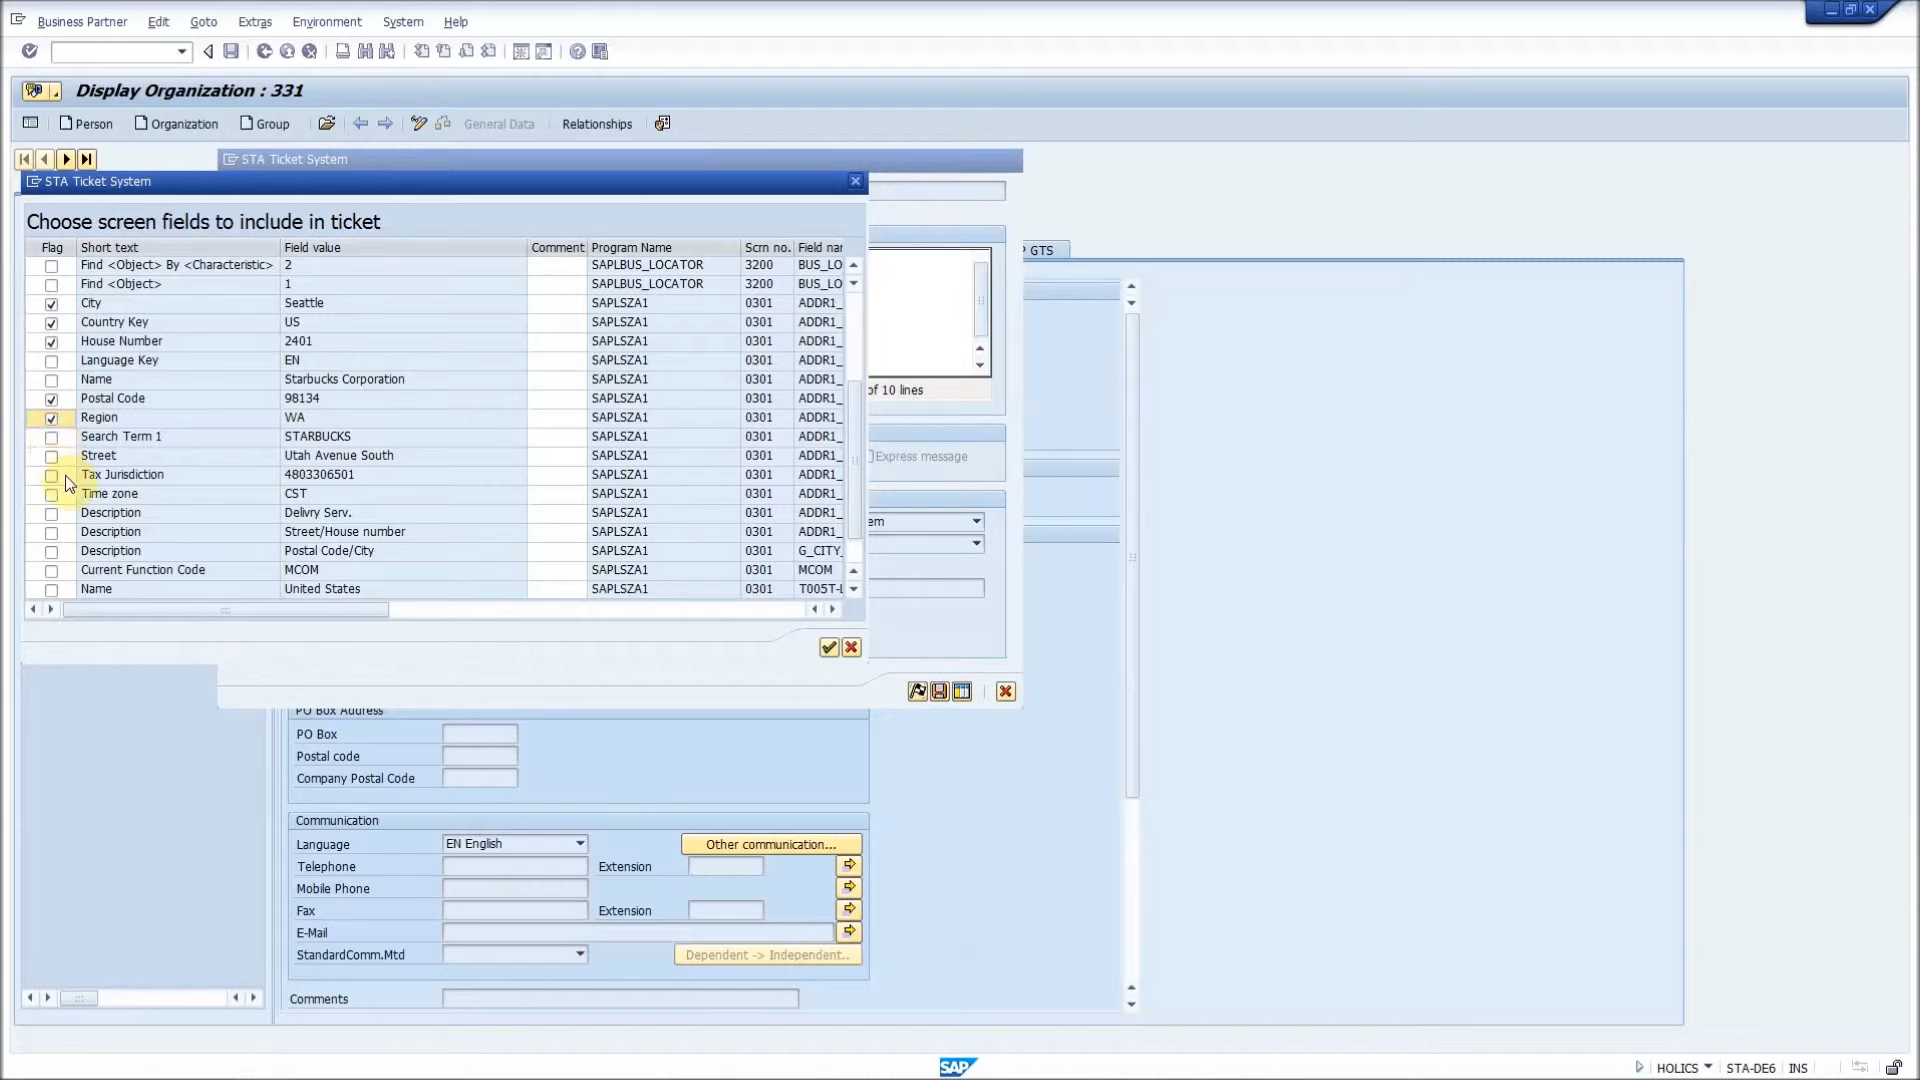 Business Partner Edit Goto Extras Environment System Help
Display Organization : 331
Person Organization Group General Data Relationships
STA Ticket System
STA Ticket System
Choose screen fields to include in ticket
P GTS
Flag Short text Field value Comment Program Name Scrn no. Field nar
Find <Object> By <Characteristic> 2 SAPLBUS_LOCATOR 3200 BUS_LO
Find <Object> 1 SAPLBUS_LOCATOR 3200 BUS_LO
City Seattle SAPLSZA1 0301 ADDR1_
Country Key US SAPLSZA1 0301 ADDR1_
House Number 2401 SAPLSZA1 0301 ADDR1_
Language Key EN SAPLSZA1 0301 ADDR1_
Name Starbucks Corporation SAPLSZA1 0301 ADDR1_
of 10 lines
Postal Code 98134 SAPLSZA1 0301 ADDR1_
Region WA SAPLSZA1 0301 ADDR1_
Search Term 1 STARBUCKS SAPLSZA1 0301 ADDR1_
Street Utah Avenue South SAPLSZA1 0301 ADDR1_
Express message
Tax Jurisdiction 4803306501 SAPLSZA1 0301 ADDR1_
Time zone CST SAPLSZA1 0301 ADDR1_
Description Delivry Serv. SAPLSZA1 0301 ADDR1_
em
Description Street/House number SAPLSZA1 0301 ADDR1_
Description Postal Code/City SAPLSZA1 0301 G_CITY_
Current Function Code MCOM SAPLSZA1 0301 MCOM
Name United States SAPLSZA1 0301 T005T-L
PO Box Address
PO Box
Postal code
Company Postal Code
Communication
Language EN English Other communication...
Telephone Extension
Mobile Phone
Fax Extension
E-Mail
StandardComm.Mtd Dependent -> Independent..
Comments
SAP
HOLICS STA-DE6 INS